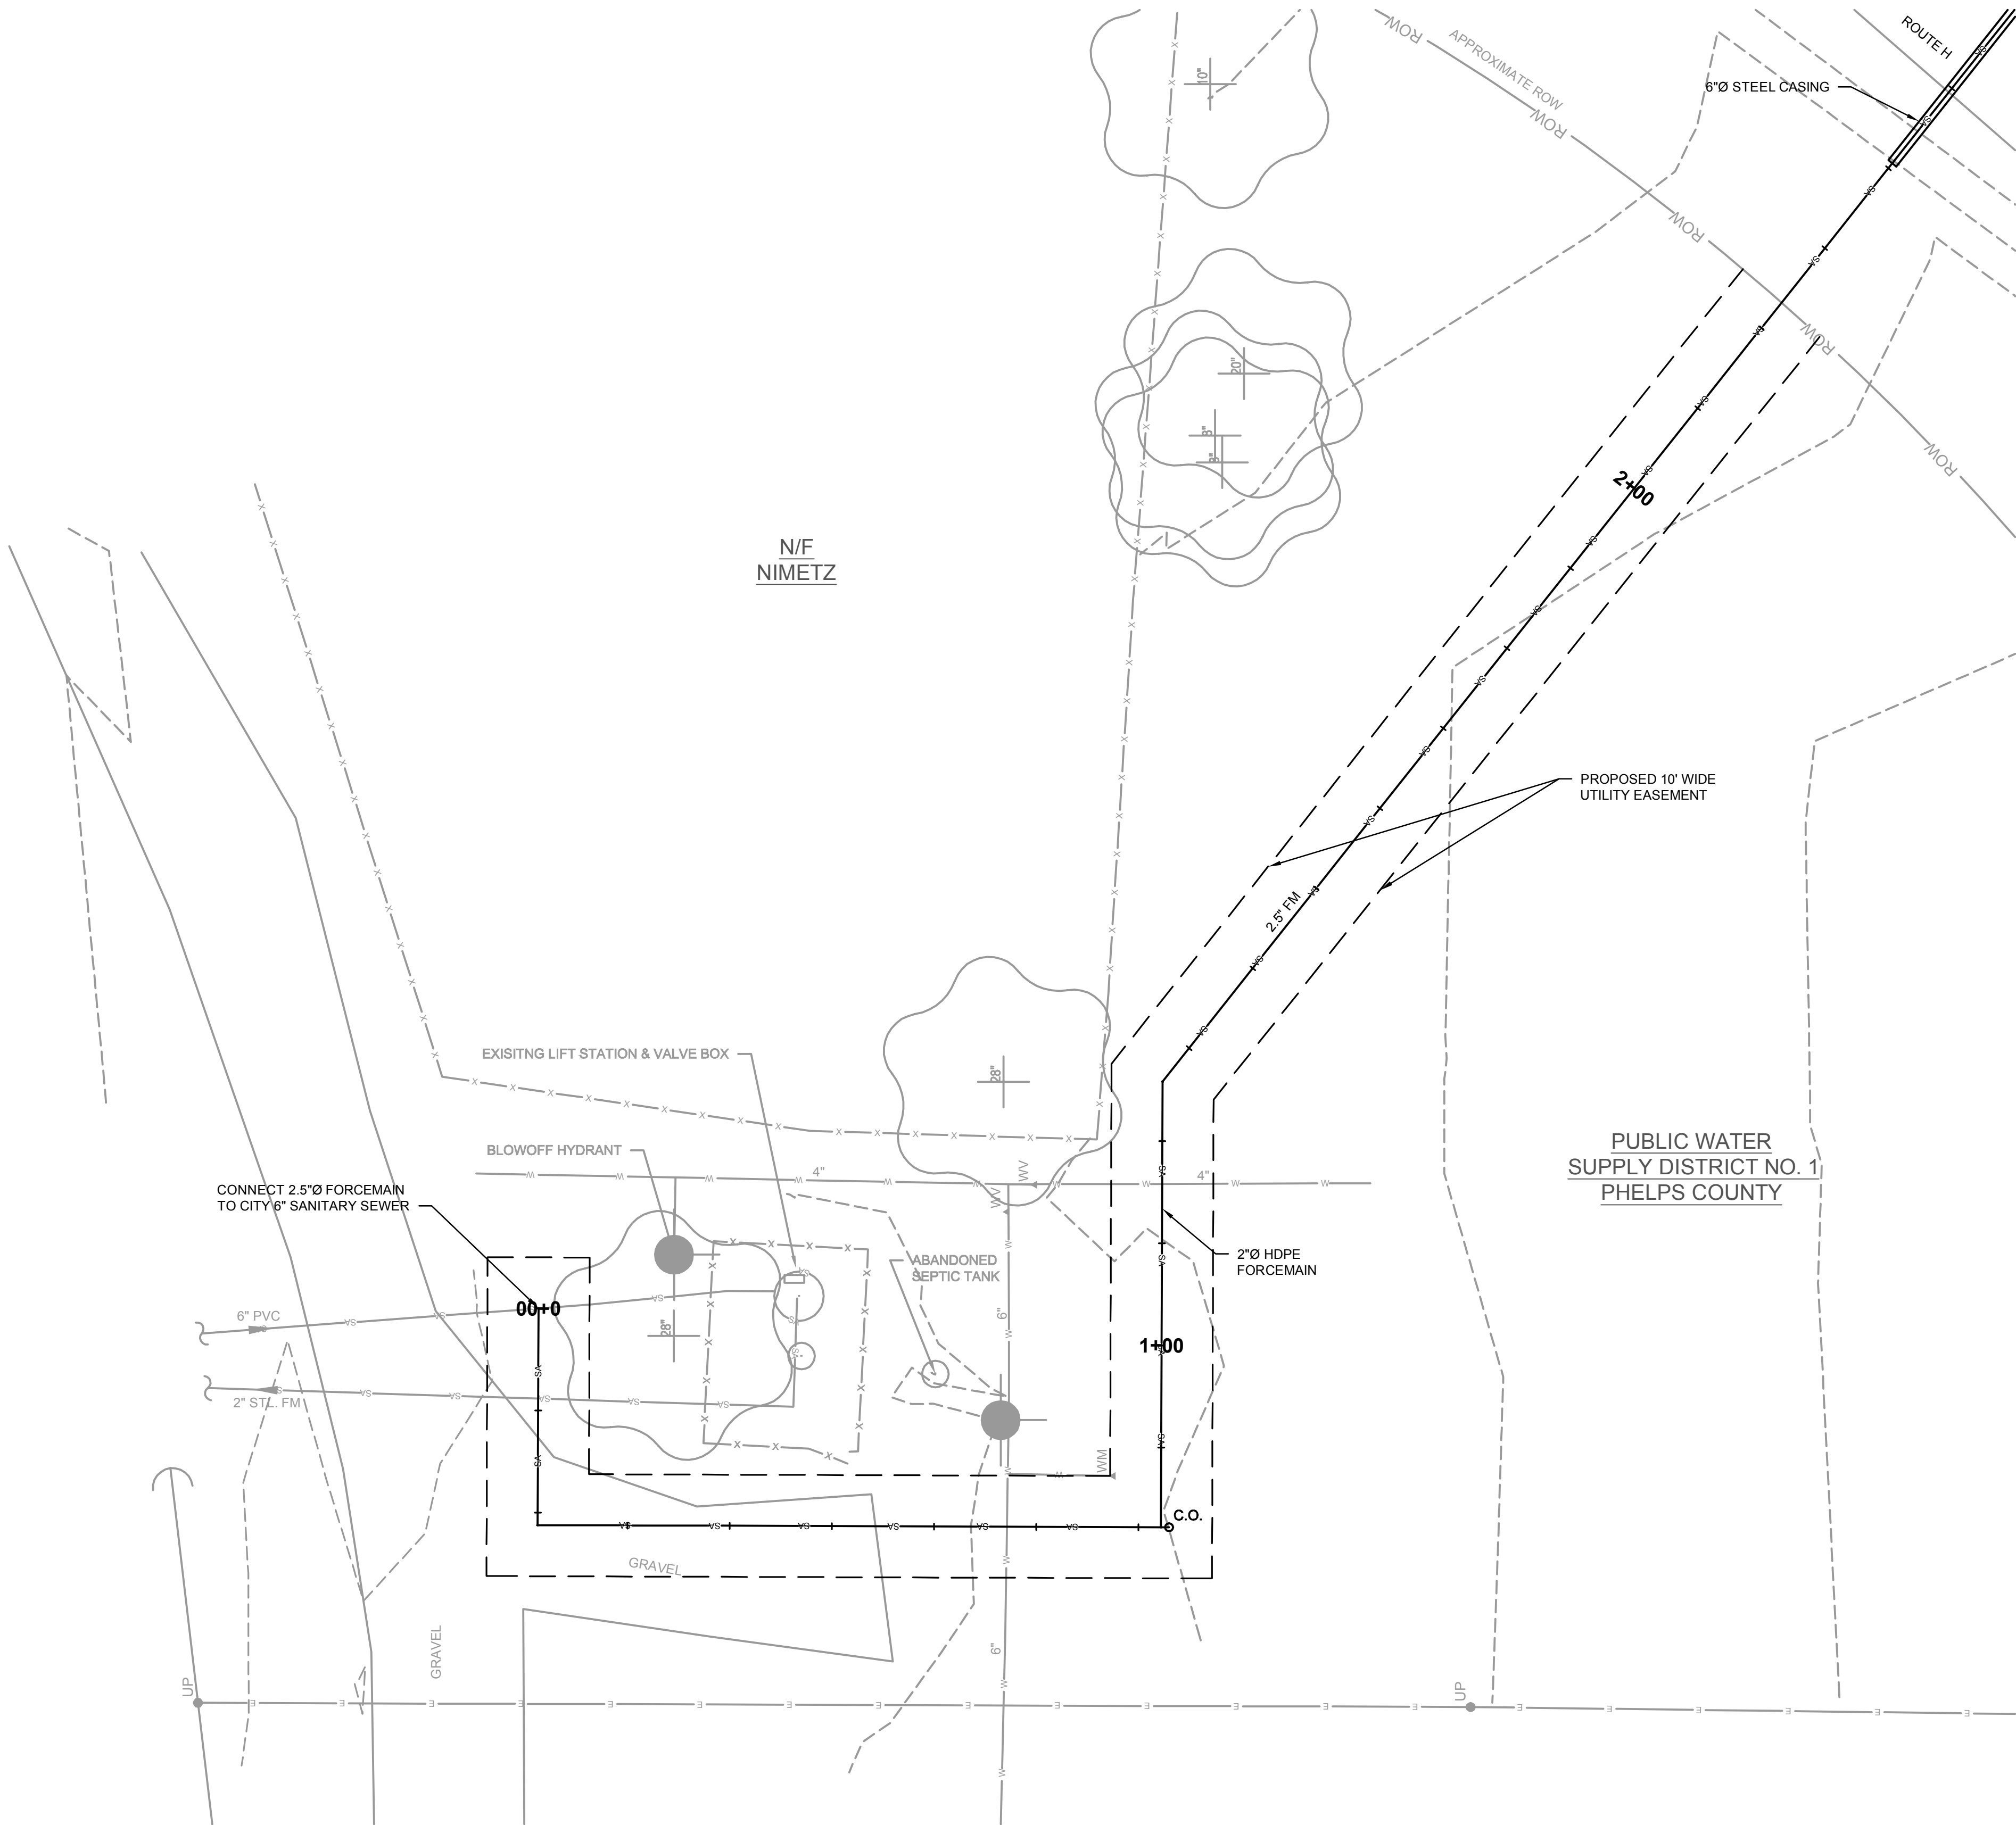 ROUTE H
10"
ROW
APPROXIMATE ROW
6"Ø STEEL CASING
ROW
ROW
ROW
20"
8"
8"
ROW
2+00
N/F
NIMETZ
PROPOSED 10' WIDE
UTILITY EASEMENT
2.5" FM
EXISITNG LIFT STATION & VALVE BOX
28"
BLOWOFF HYDRANT
4"
WV
4"
PUBLIC WATER
SUPPLY DISTRICT NO. 1
PHELPS COUNTY
CONNECT 2.5"Ø FORCEMAIN
TO CITY 6" SANITARY SEWER
WV
ABANDONED
SEPTIC TANK
2"Ø HDPE
FORCEMAIN
0+00
6" PVC
28"
6"
1+00
2" STL. FM
WM
C.O.
GRAVEL
GRAVEL
6"
UP
UP